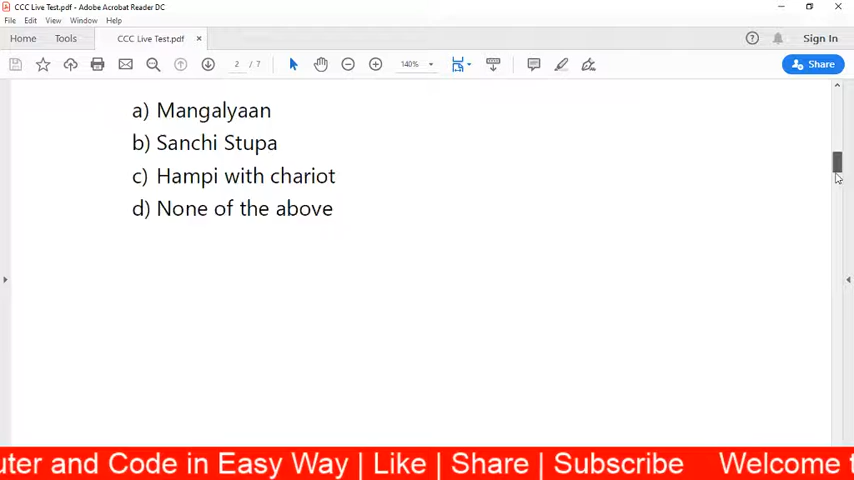 CCC Live Test.pdf - Adobe Acrobat Reader DC
File Edit View Window Help
Home Tools CCC Live Test.pdf × Sign In
2 / 7 140% Share
a) Mangalyaan
b) Sanchi Stupa
c) Hampi with chariot
d) None of the above
uter and Code in Easy Way | Like | Share | Subscribe Welcome t